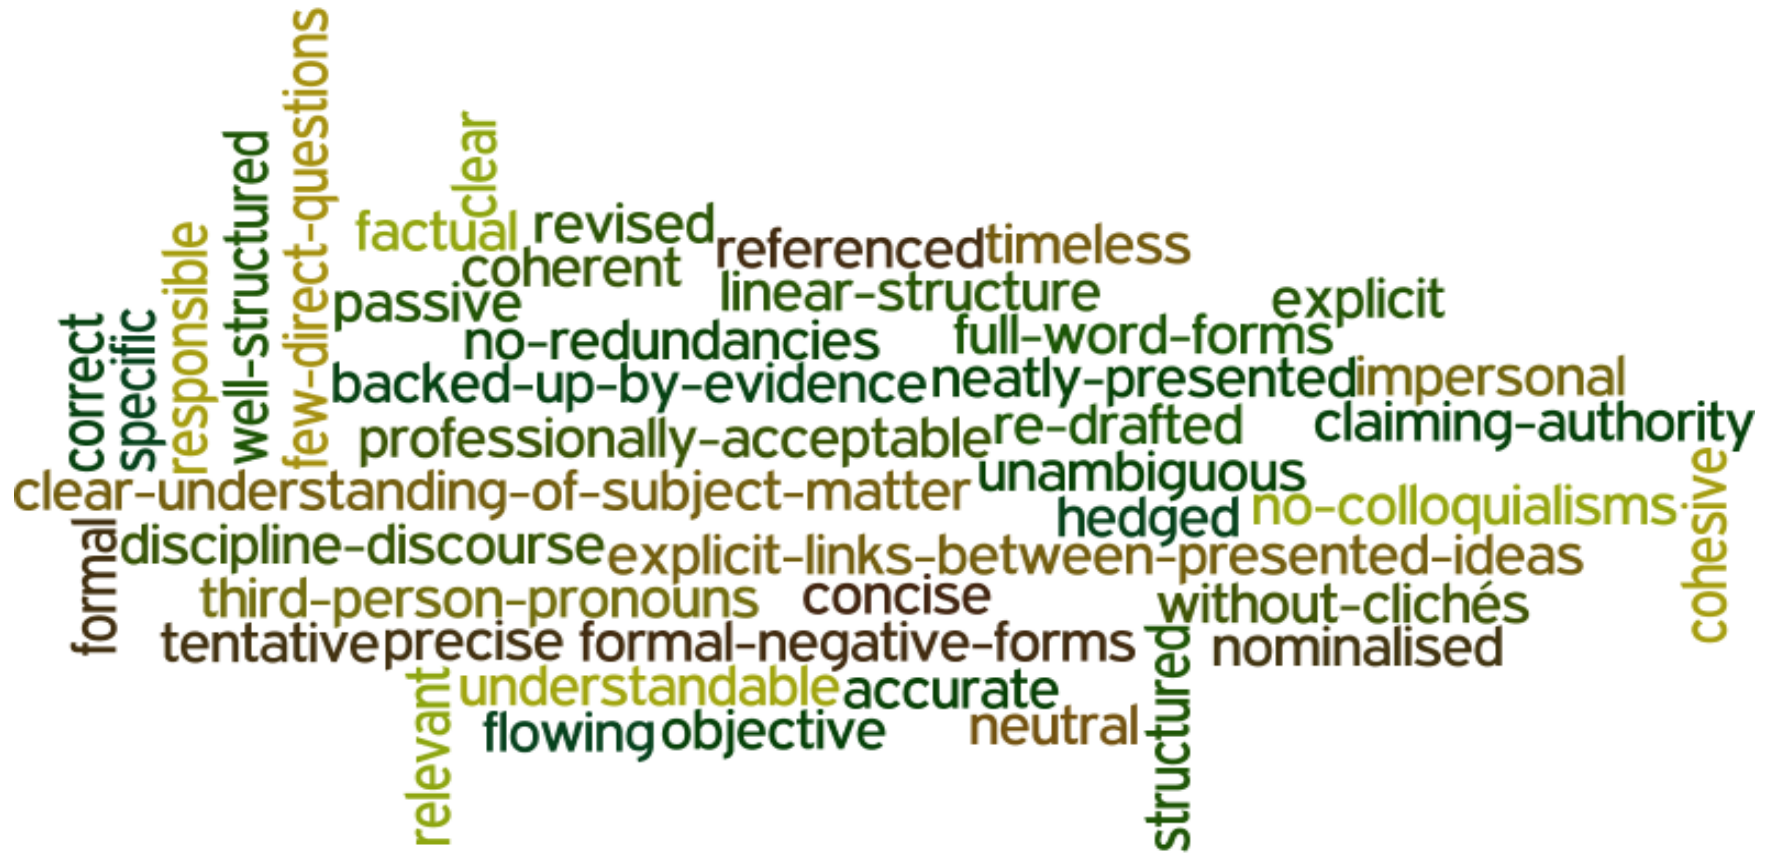 few-direct-questions
clear
well-structured
responsible
factual
revised
referenced
timeless
coherent
passive
linear-structure
explicit
correct
specific
no-redundancies
full-word-forms
backed-up-by-evidence
neatly-presented
impersonal
professionally-acceptable
re-drafted
claiming-authority
clear-understanding-of-subject-matter
unambiguous
hedged
no-colloquialisms
cohesive
formal
discipline-discourse
explicit-links-between-presented-ideas
third-person-pronouns
concise
without-clichés
tentative
precise
formal-negative-forms
nominalised
structured
relevant
understandable
accurate
flowing
objective
neutral